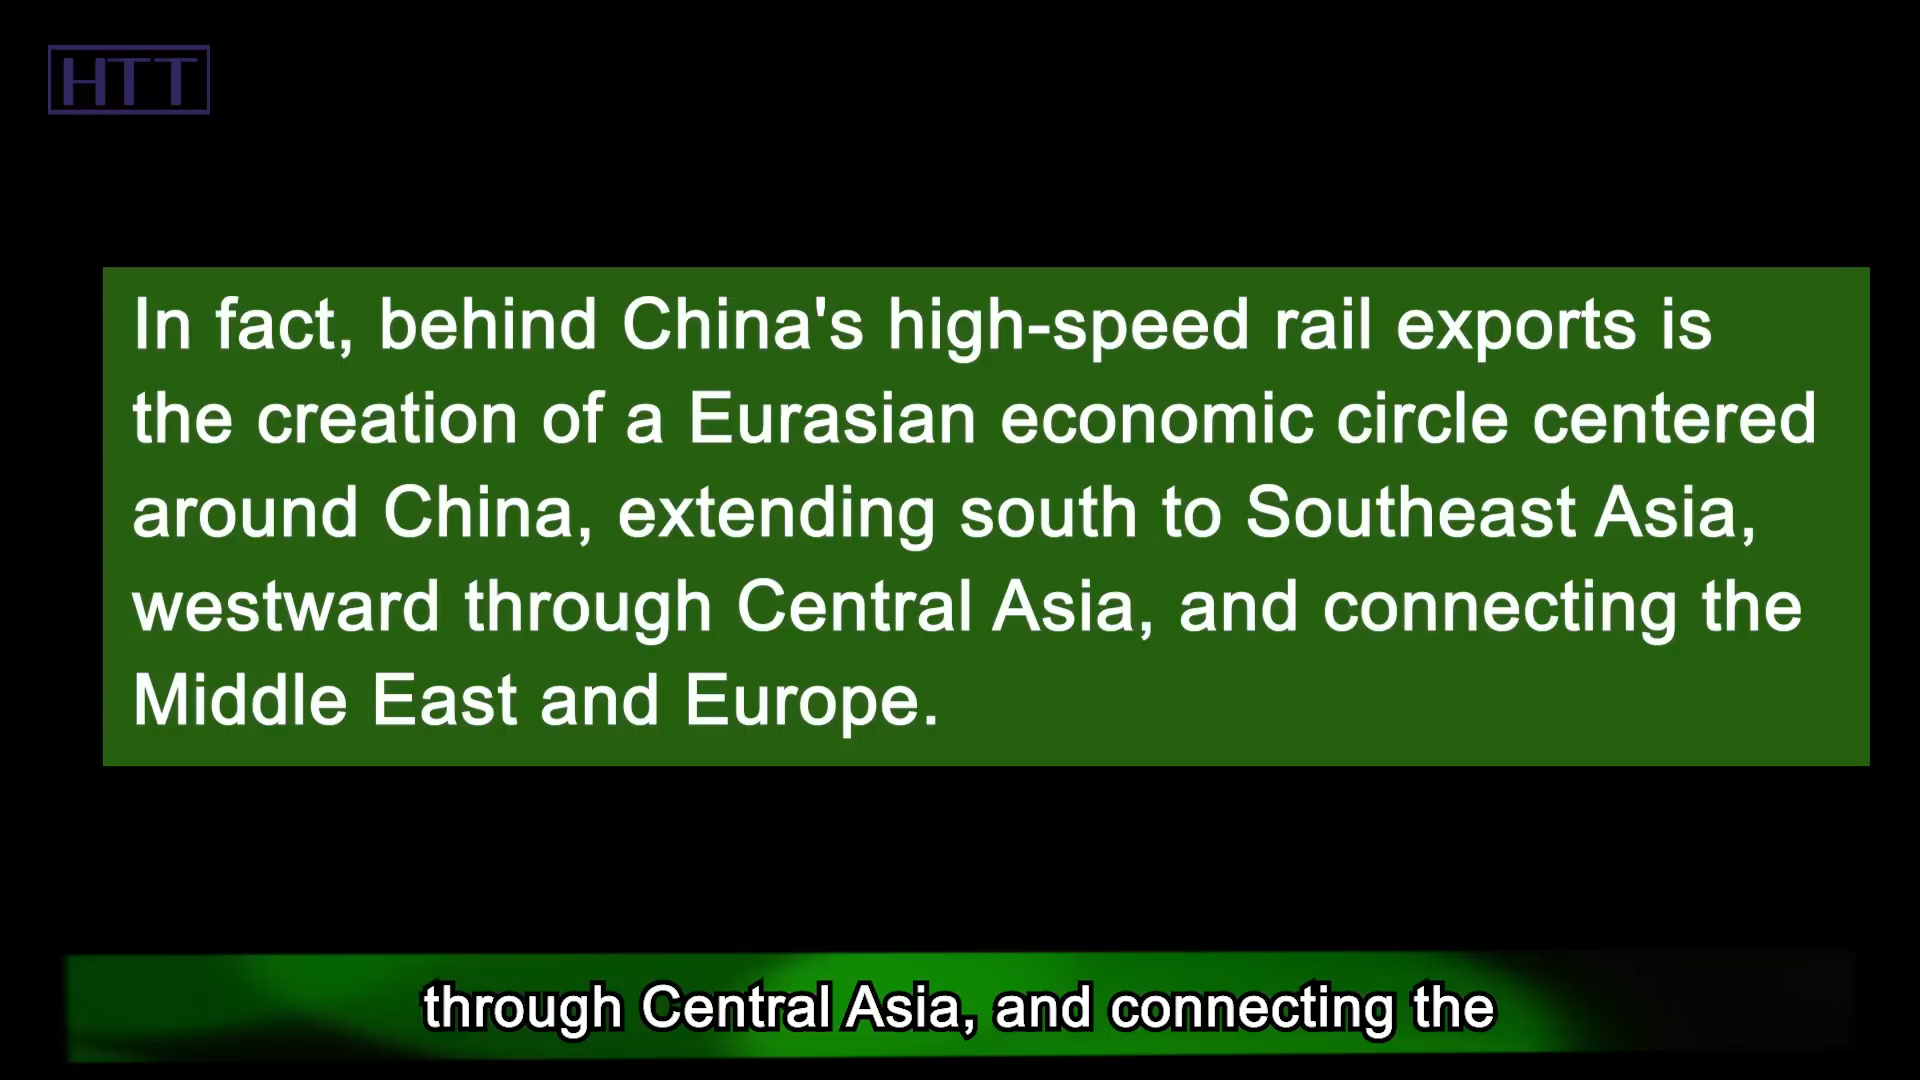 HTT
In fact, behind China's high-speed rail exports is
the creation of a Eurasian economic circle centered
around China, extending south to Southeast Asia,
westward through Central Asia, and connecting the
Middle East and Europe.
through Central Asia, and connecting the